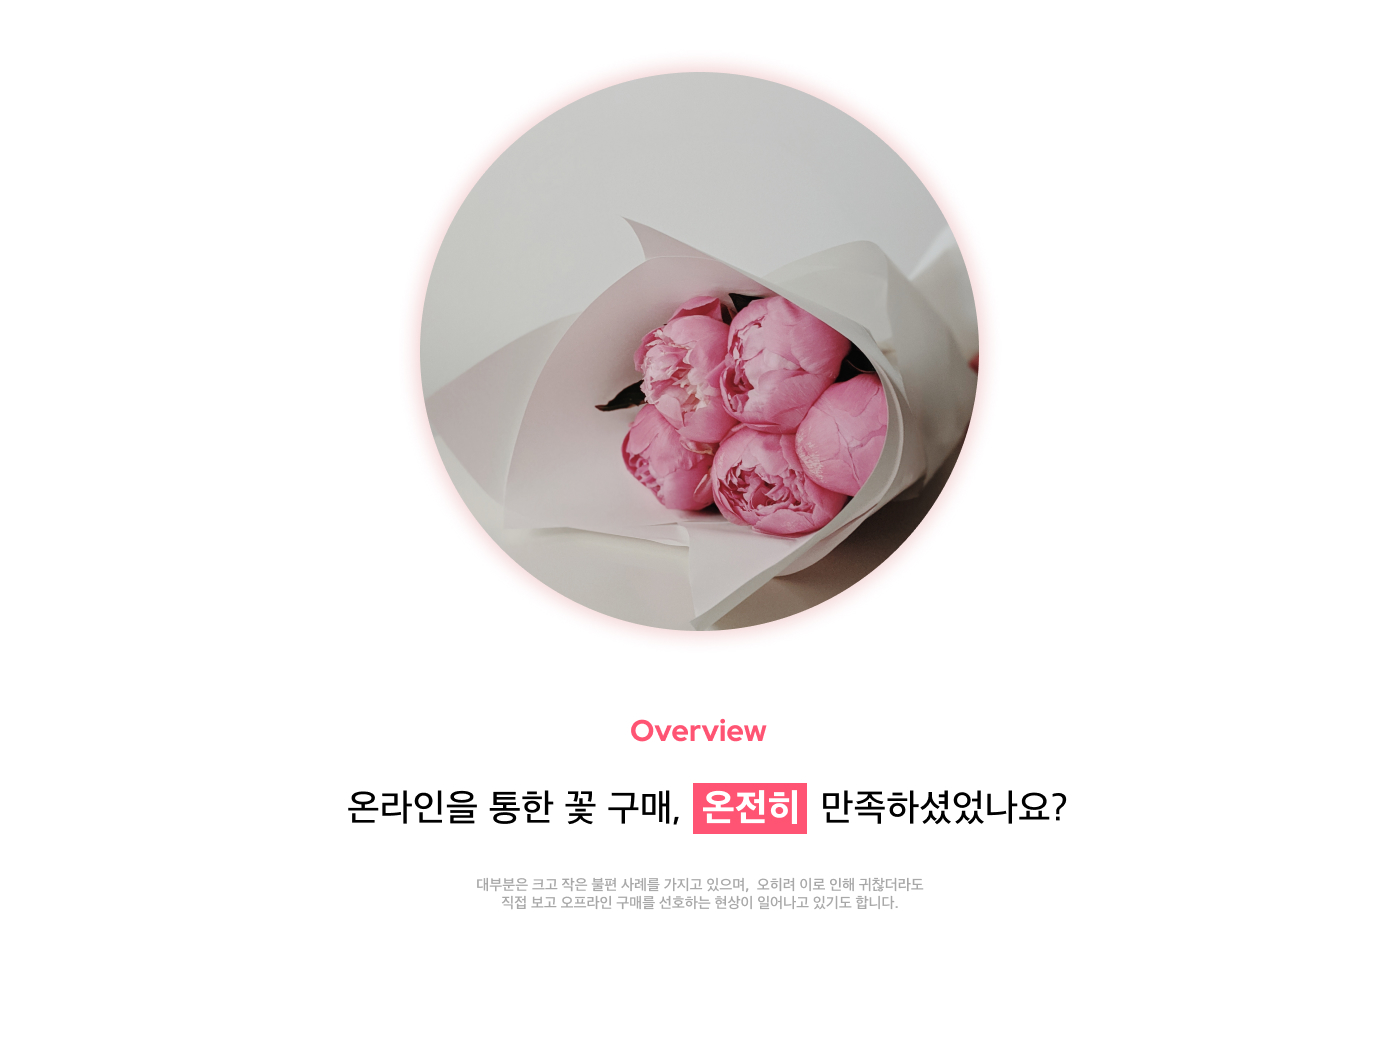 Overview
온라인을 통한 꽃 구매, 온전히 만족하셨었나요?
대부분은 크고 작은 불편 사례를 가지고 있으며, 오히려 이로 인해 귀찮더라도
직접 보고 오프라인 구매를 선호하는 현상이 일어나고 있기도 합니다.